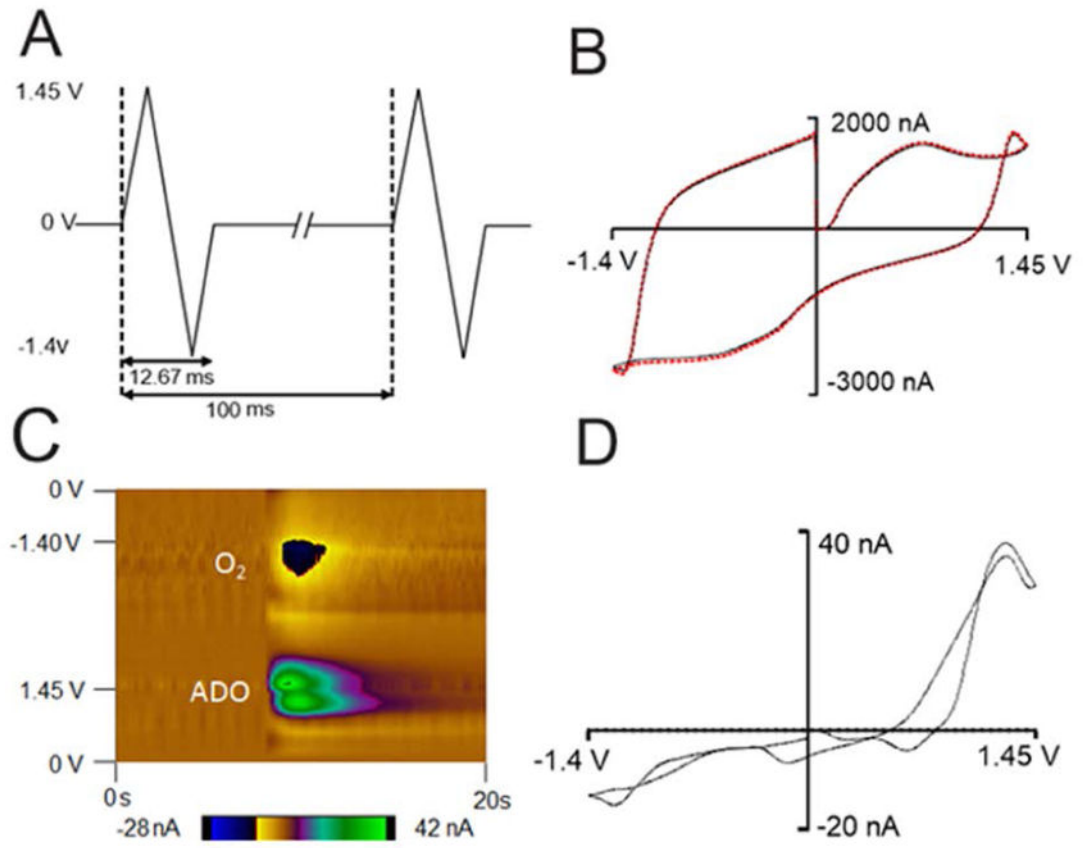 A
1.45 V
0 V
-1.4v
12.67 ms
100 ms
B
2000 nA
-1.4 V
1.45 V
-3000 nA
C
0 V
-1.40 V
O₂
1.45 V
ADO
0 V
0s
20s
-28 nA
42 nA
D
40 nA
-1.4 V
1.45 V
-20 nA